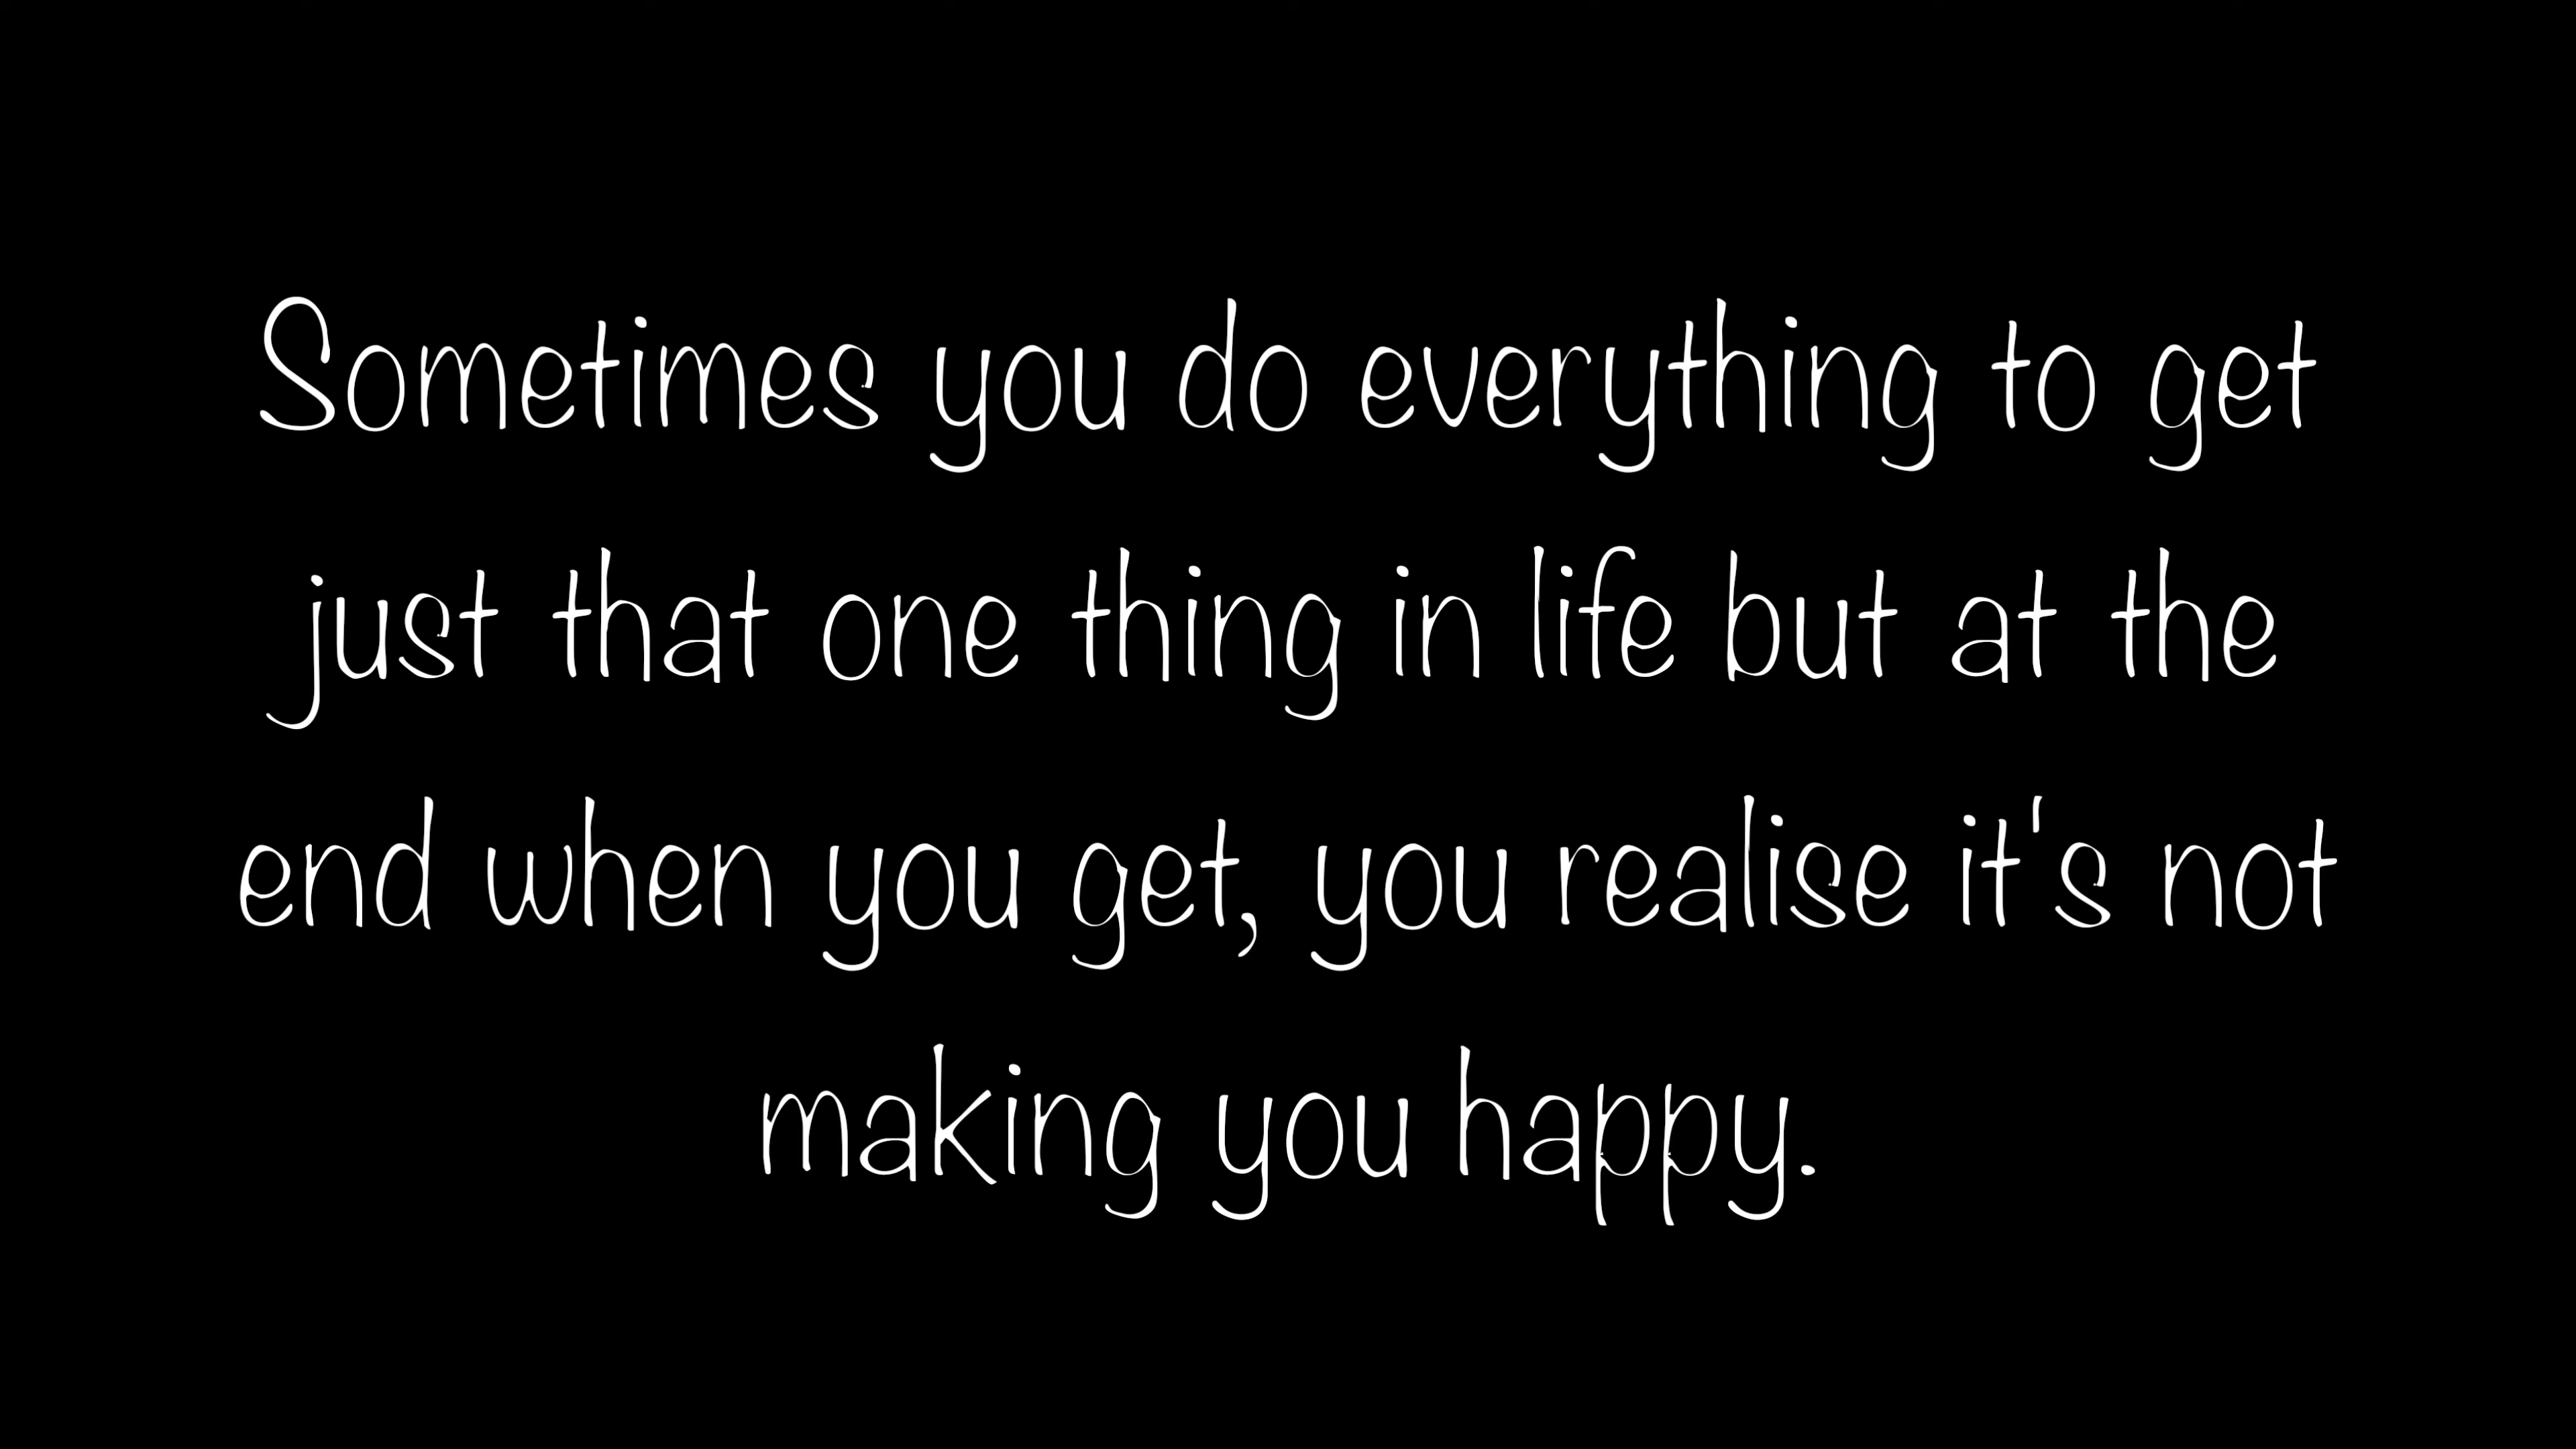 Sometimes you do everything to get
just that one thing in life but at the
end when you get, you realise it's not
making you happy.